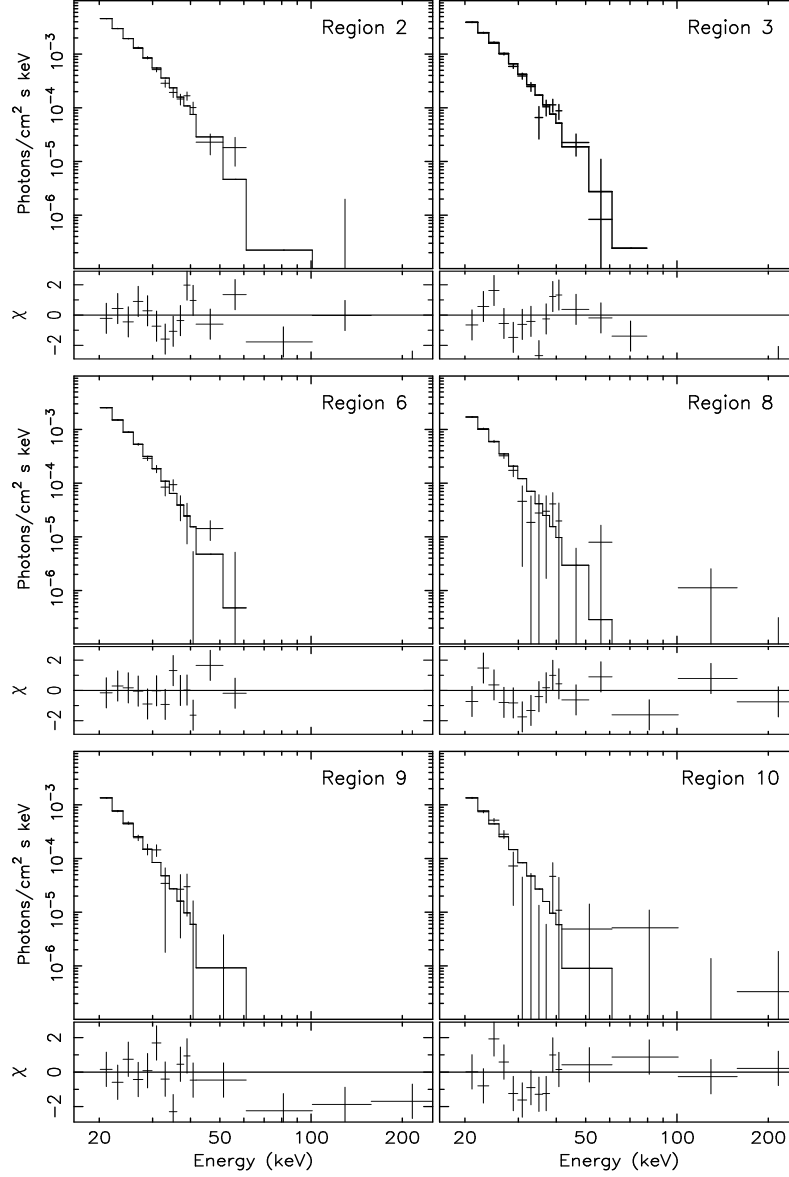 Region 2
Region 3
Photons/cm² s keV
10⁻³
10⁻⁴
10⁻⁵
10⁻⁶
χ
2
0
−2
Region 6
Region 8
Photons/cm² s keV
10⁻³
10⁻⁴
10⁻⁵
10⁻⁶
χ
2
0
−2
Region 9
Region 10
Photons/cm² s keV
10⁻³
10⁻⁴
10⁻⁵
10⁻⁶
χ
2
0
−2
20 50 100 200
20 50 100 200
Energy (keV)
Energy (keV)